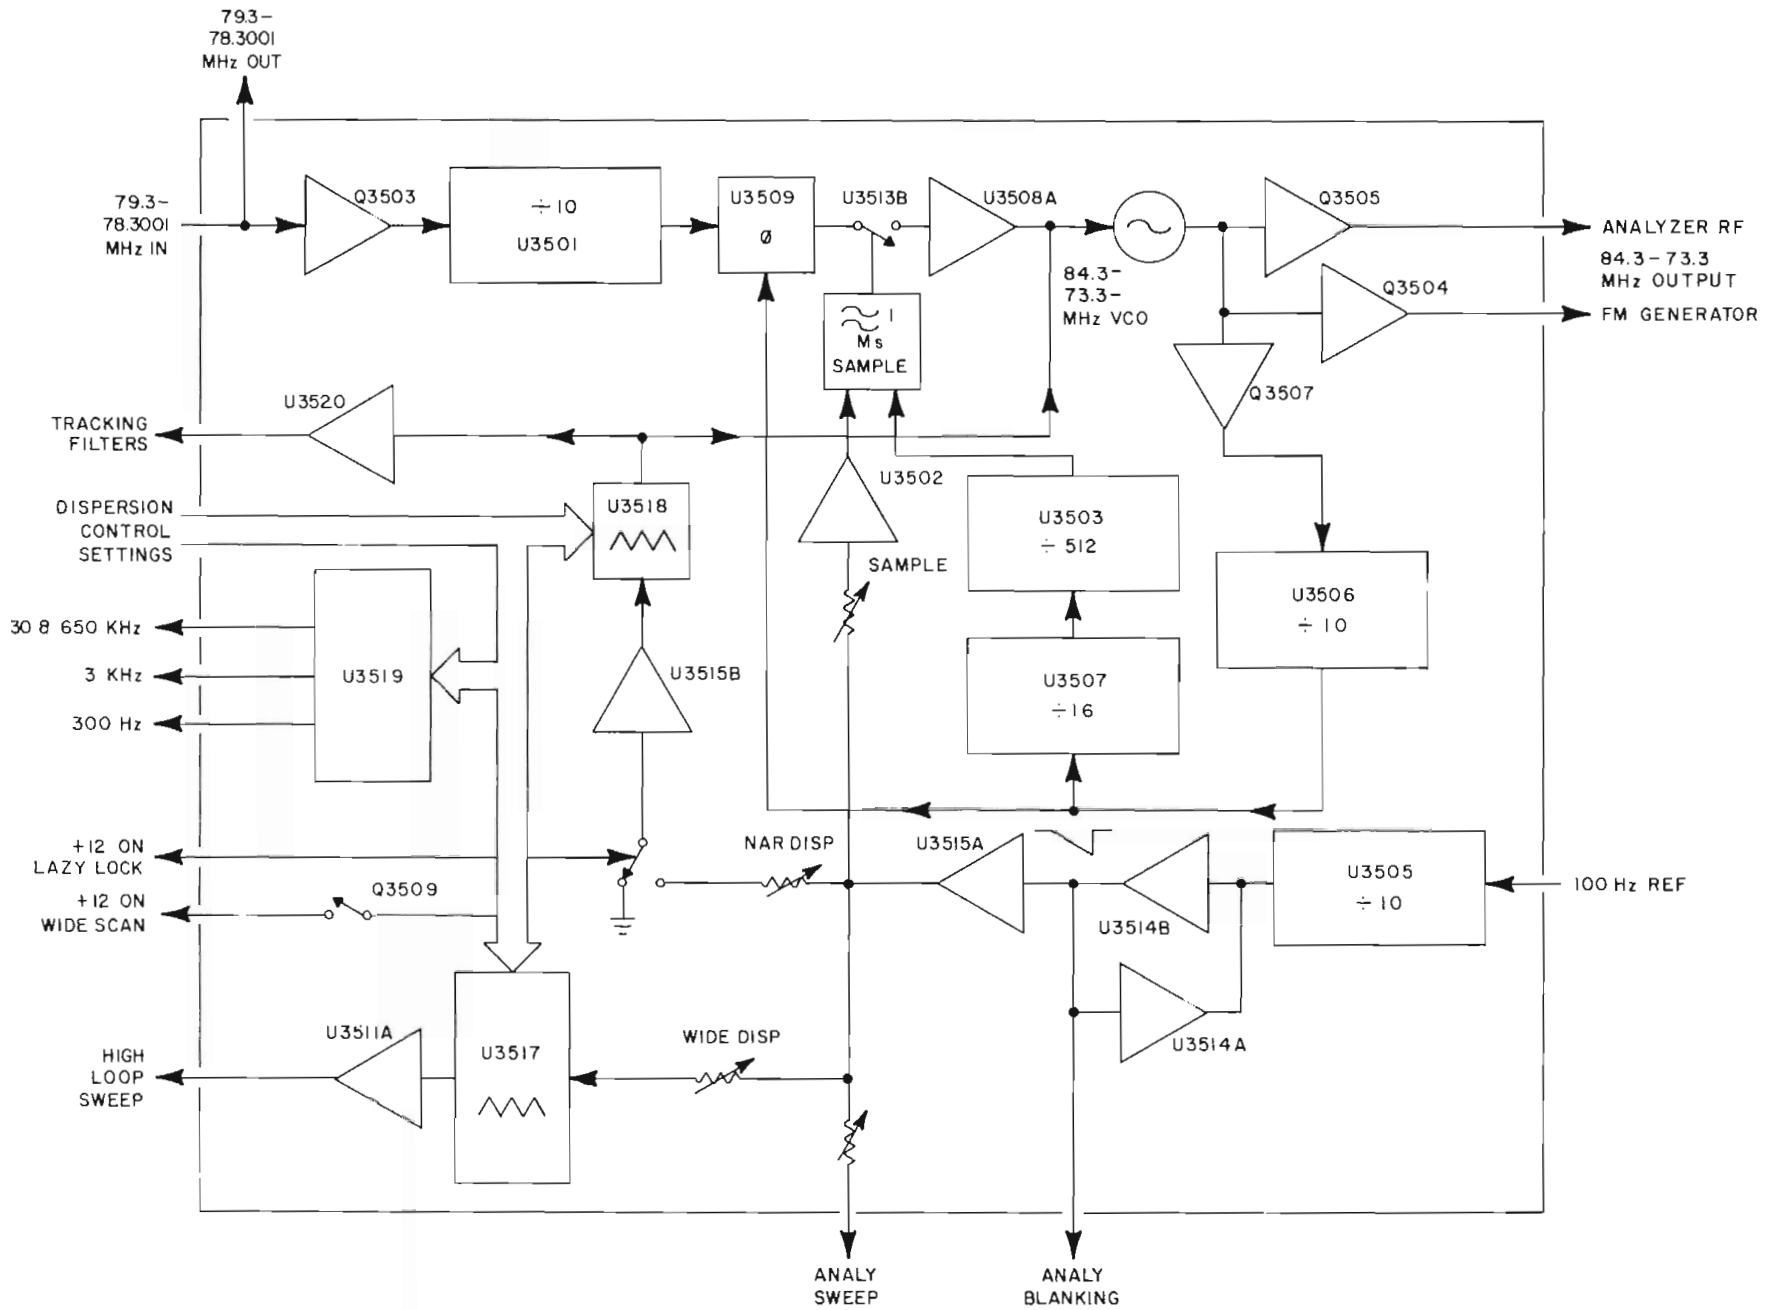 79.3-
78.3001
MHz OUT
79.3-
78.3001
MHz IN
Q3503
÷ 10
U3501
U3509
Ø
U3513B
U3508A
84.3-
73.3-
MHz VCO
Q3505
ANALYZER RF
84.3 - 73.3
MHz OUTPUT
Q3504
FM GENERATOR
1
Ms
SAMPLE
Q3507
U3520
TRACKING
FILTERS
U3502
DISPERSION
CONTROL
SETTINGS
U3518
U3503
÷ 512
SAMPLE
U3506
÷ 10
30 & 650 KHz
3 KHz
300 Hz
U3519
U3515B
U3507
÷ 16
+12 ON
LAZY LOCK
NAR DISP
U3515A
U3514B
U3505
÷ 10
100 Hz REF
Q3509
+12 ON
WIDE SCAN
U3514A
U3511A
U3517
WIDE DISP
HIGH
LOOP
SWEEP
ANALY
SWEEP
ANALY
BLANKING